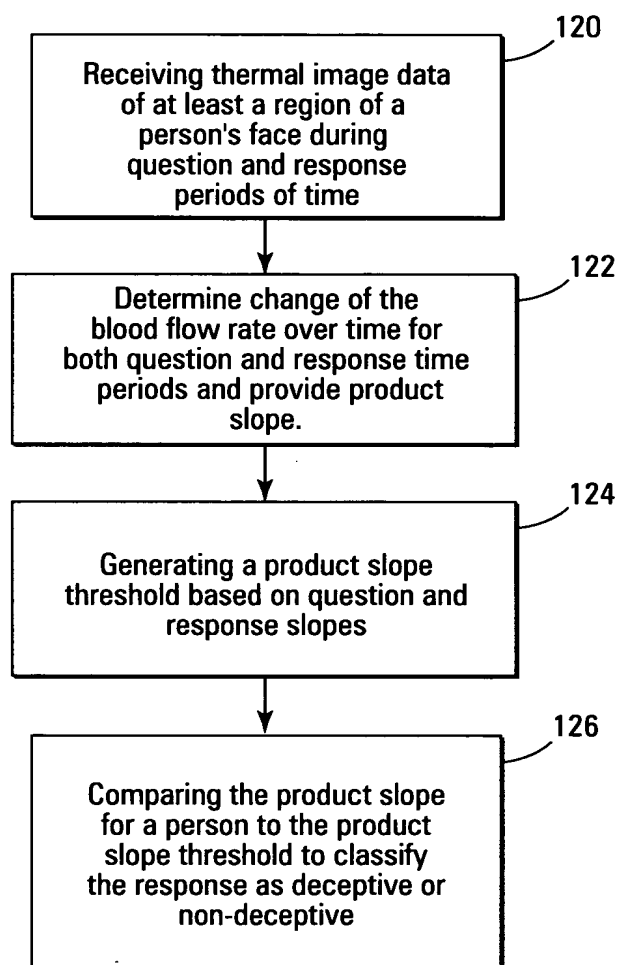 120
Receiving thermal image data
of at least a region of a
person's face during
question and response
periods of time
122
Determine change of the
blood flow rate over time for
both question and response time
periods and provide product
slope.
124
Generating a product slope
threshold based on question and
response slopes
126
Comparing the product slope
for a person to the product
slope threshold to classify
the response as deceptive or
non-deceptive